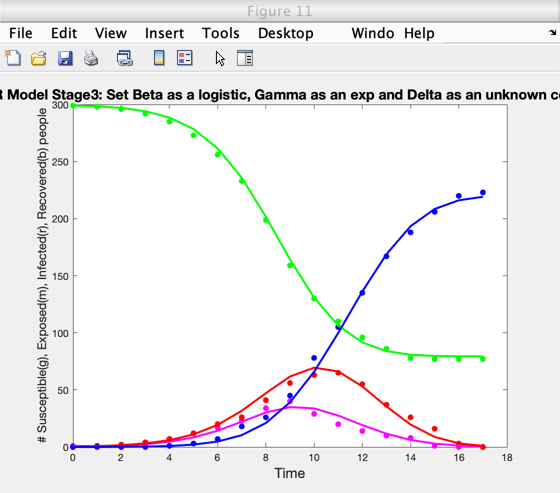 Figure 11
File Edit View Insert Tools Desktop Windo Help
R Model Stage3: Set Beta as a logistic, Gamma as an exp and Delta as an unknown co
# Susceptible(g), Exposed(m), Infected(r), Recovered(b) people
300
250
200
150
100
50
0
0 2 4 6 8 10 12 14 16 18
Time